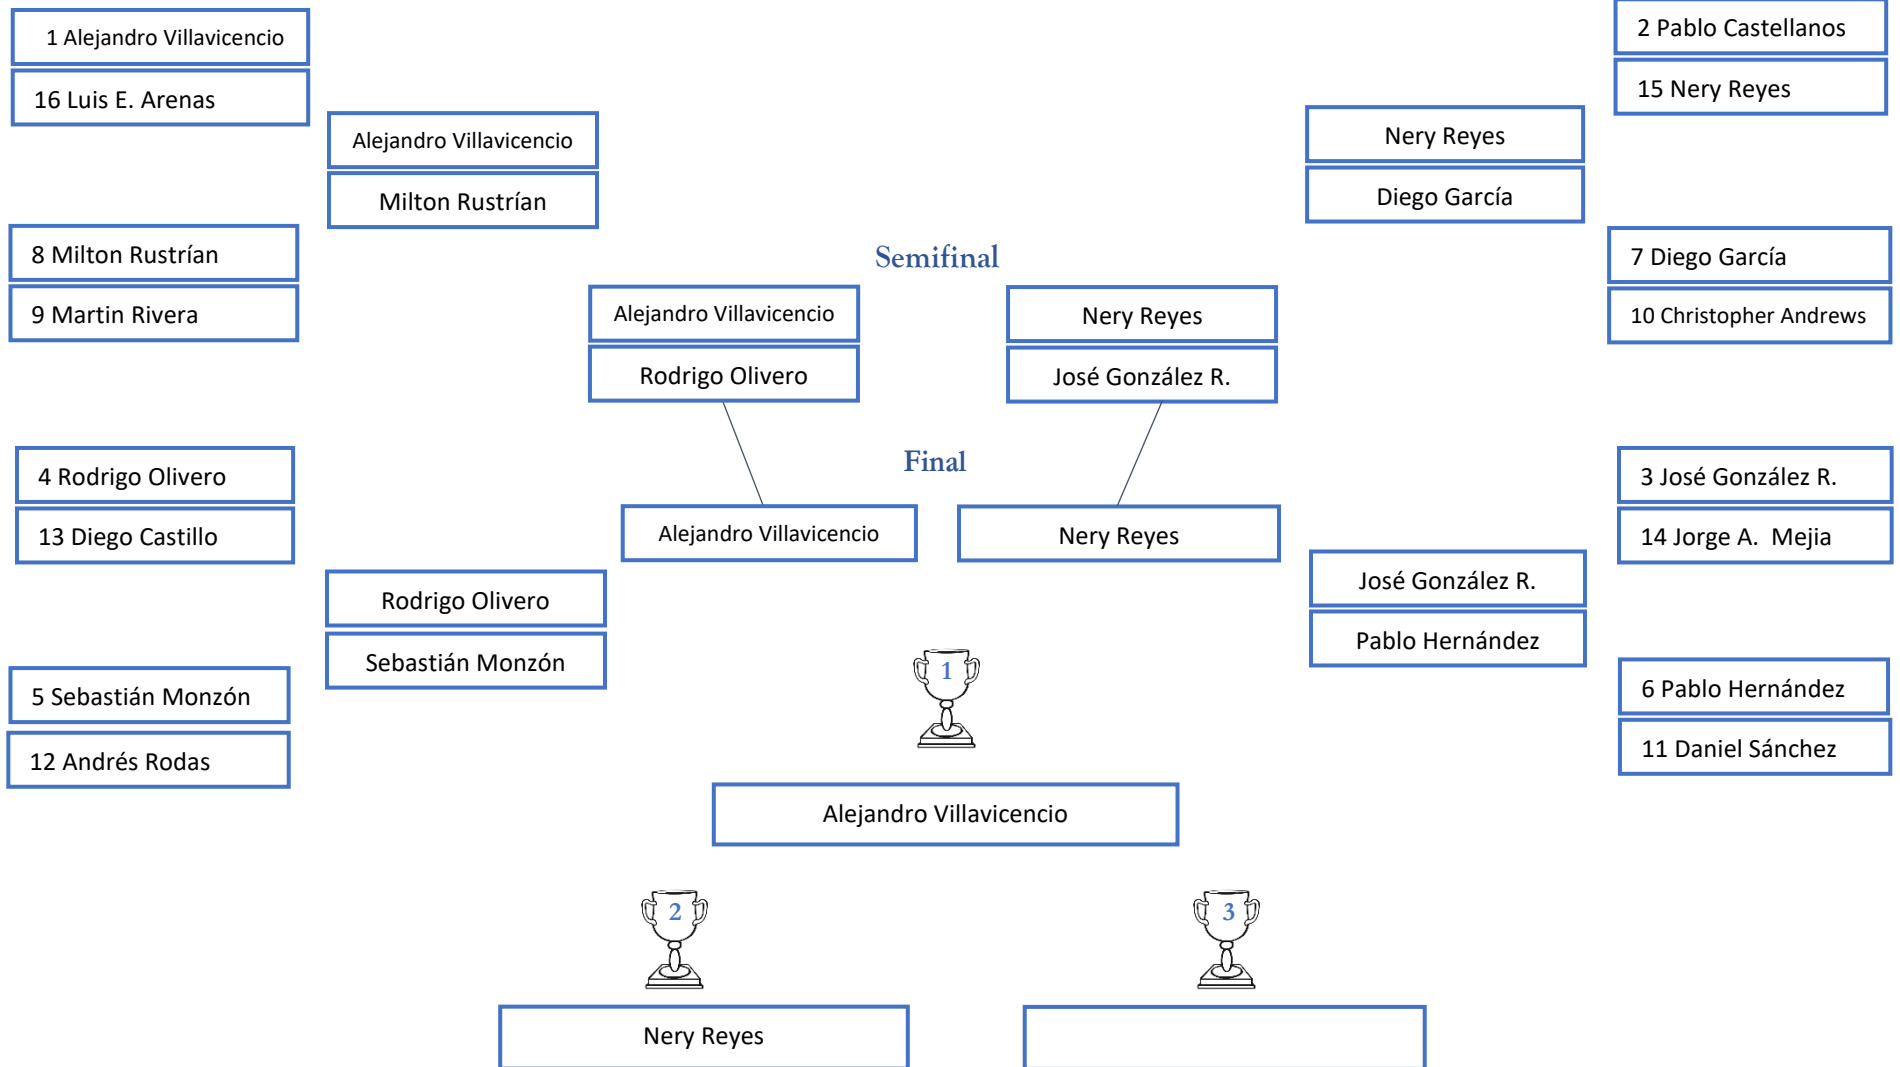 1 Alejandro Villavicencio
16 Luis E. Arenas
Alejandro Villavicencio
Milton Rustrían
8 Milton Rustrían
9 Martin Rivera
4 Rodrigo Olivero
13 Diego Castillo
Rodrigo Olivero
Sebastián Monzón
5 Sebastián Monzón
12 Andrés Rodas
Semifinal
Alejandro Villavicencio
Rodrigo Olivero
Nery Reyes
José González R.
Final
Alejandro Villavicencio
Nery Reyes
2 Pablo Castellanos
15 Nery Reyes
Nery Reyes
Diego García
7 Diego García
10 Christopher Andrews
3 José González R.
14 Jorge A.  Mejia
José González R.
Pablo Hernández
6 Pablo Hernández
11 Daniel Sánchez
1
Alejandro Villavicencio
2
Nery Reyes
3